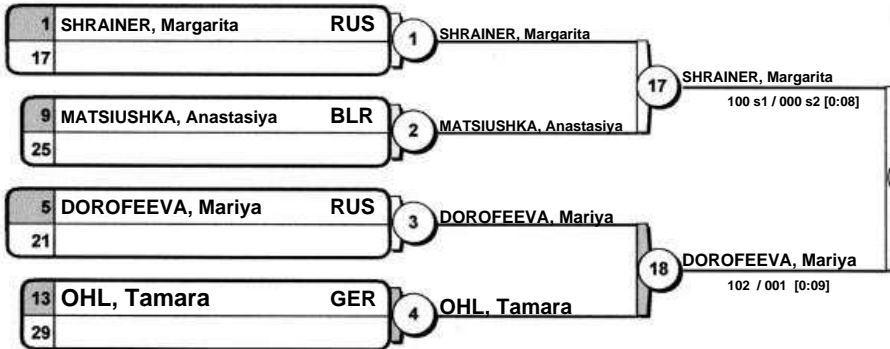 1 SHRAINER, Margarita RUS
17
1 SHRAINER, Margarita
17 SHRAINER, Margarita
100 s1 / 000 s2 [0:08]
9 MATSIUSHKA, Anastasiya BLR
25
2 MATSIUSHKA, Anastasiya
5 DOROFEEVA, Mariya RUS
21
3 DOROFEEVA, Mariya
18 DOROFEEVA, Mariya
102 / 001 [0:09]
13 OHL, Tamara GER
29
4 OHL, Tamara